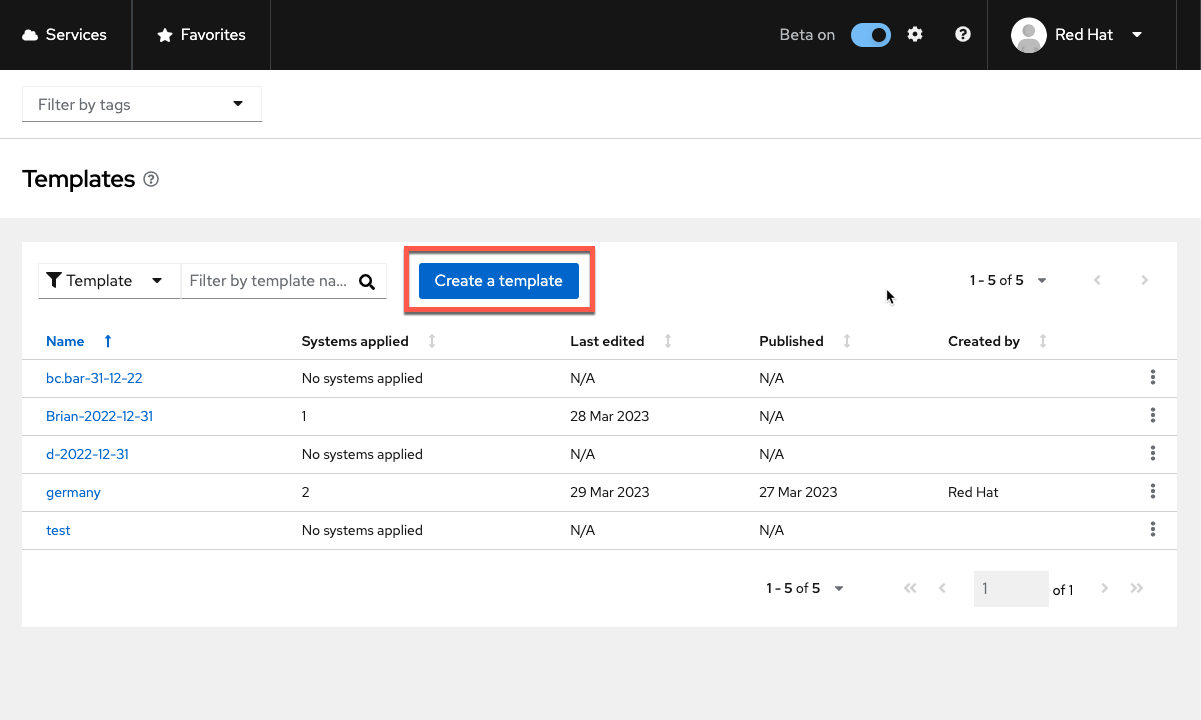 Services Favorites Beta on Red Hat
Filter by tags
Templates
Template Filter by template na... Create a template 1 - 5 of 5
Name Systems applied Last edited Published Created by
bc.bar-31-12-22 No systems applied N/A N/A
Brian-2022-12-31 1 28 Mar 2023 N/A
d-2022-12-31 No systems applied N/A N/A
germany 2 29 Mar 2023 27 Mar 2023 Red Hat
test No systems applied N/A N/A
1 - 5 of 5 1 of 1